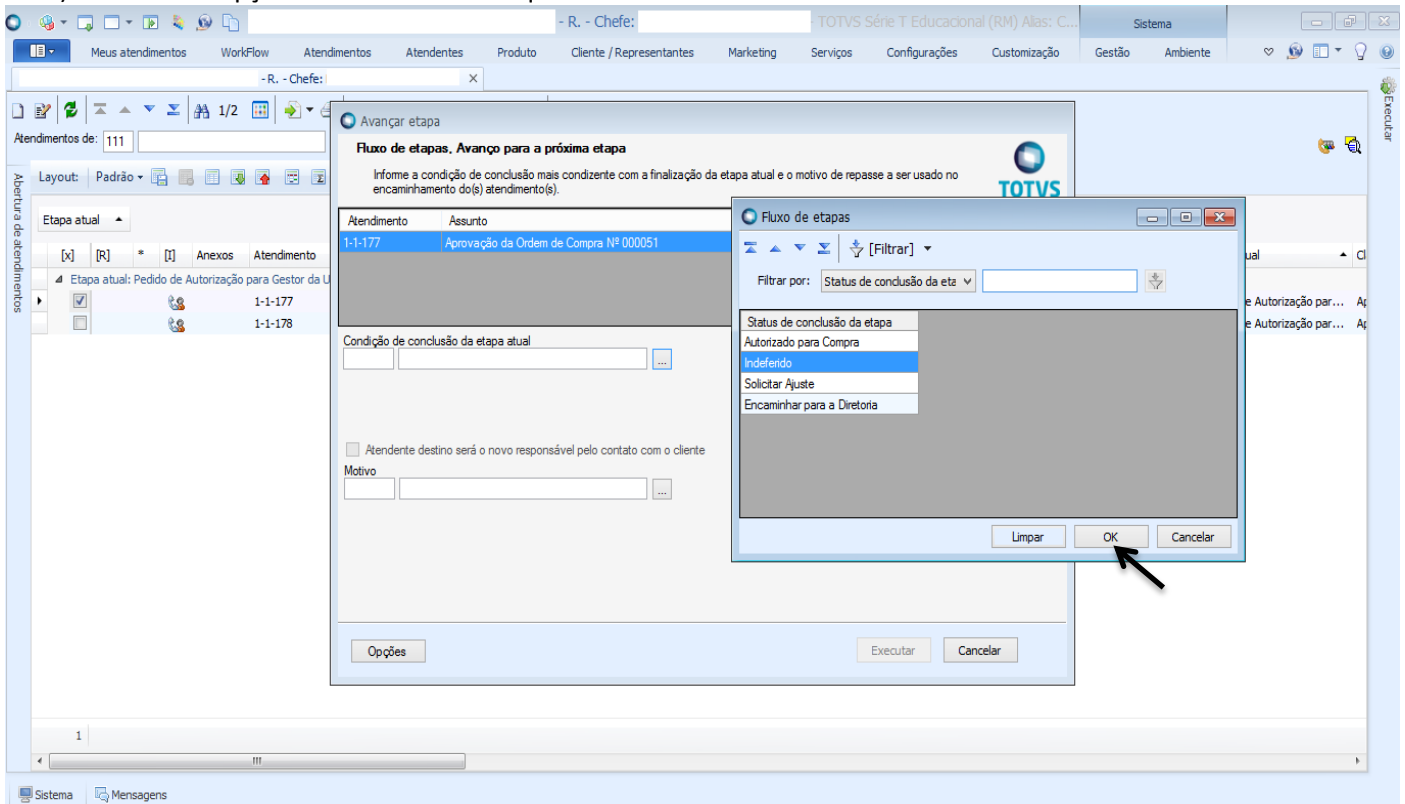 - R. - Chefe: - TOTVS Série T Educacional (RM) Alias: C...
Sistema
Meus atendimentos WorkFlow Atendimentos Atendentes Produto Cliente / Representantes Marketing Serviços Configurações Customização Gestão Ambiente
- R. - Chefe:
1/2
Executar
Atendimentos de: 111
Abertura de atendimentos
Layout: Padrão
Etapa atual
[x] [R] * [I] Anexos Atendimento
Etapa atual: Pedido de Autorização para Gestor da U
1-1-177
1-1-178
ual Cl
e Autorização par... Ap
e Autorização par... Ap
Avançar etapa
Fluxo de etapas, Avanço para a próxima etapa
Informe a condição de conclusão mais condizente com a finalização da etapa atual e o motivo de repasse a ser usado no
encaminhamento do(s) atendimento(s).
TOTVS
Atendimento Assunto
1-1-177 Aprovação da Ordem de Compra Nº 000051
Condição de conclusão da etapa atual
...
Atendente destino será o novo responsável pelo contato com o cliente
Motivo
...
Opções Executar Cancelar
Fluxo de etapas
[Filtrar]
Filtrar por: Status de conclusão da eta
Status de conclusão da etapa
Autorizado para Compra
Indeferido
Solicitar Ajuste
Encaminhar para a Diretoria
Limpar OK Cancelar
1
Sistema Mensagens